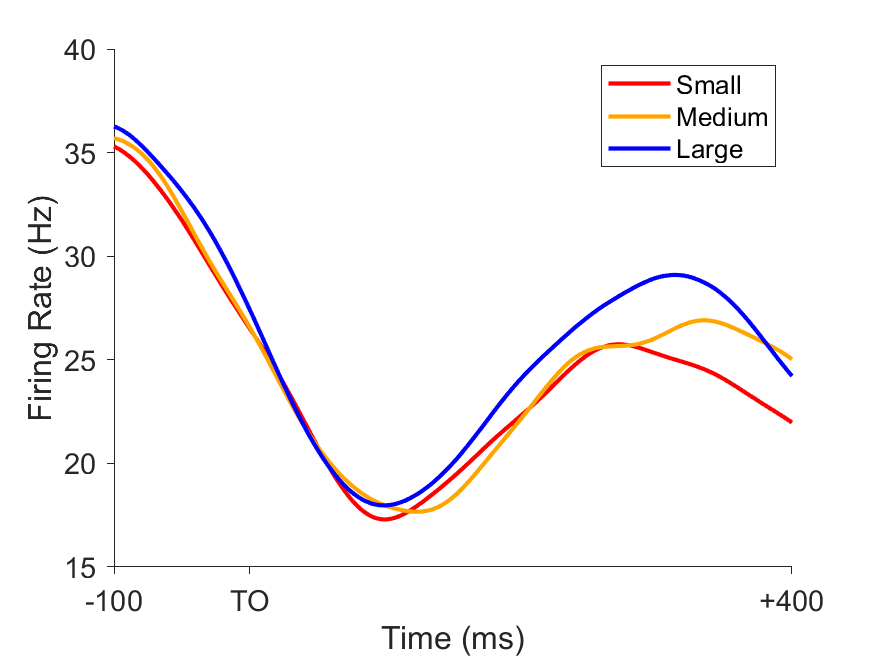 Firing Rate (Hz)
40
35
30
25
20
15
-100
TO
+400
Time (ms)
Small
Medium
Large